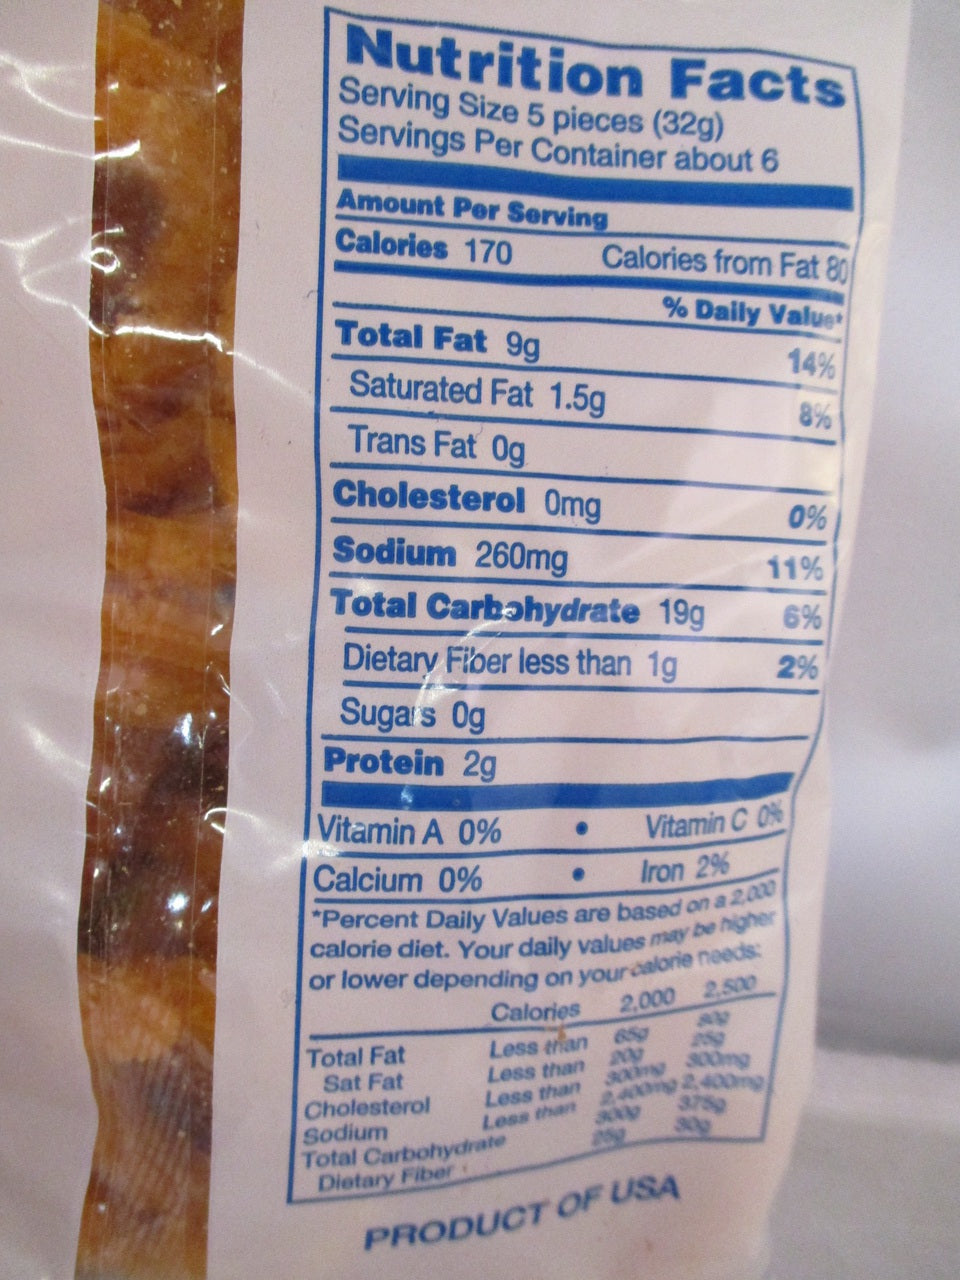 Nutrition Facts
Serving Size 5 pieces (32g)
Servings Per Container about 6
Amount Per Serving
Calories 170 Calories from Fat 80
% Daily Value*
Total Fat 9g 14%
Saturated Fat 1.5g 8%
Trans Fat 0g
Cholesterol 0mg 0%
Sodium 260mg 11%
Total Carbohydrate 19g 6%
Dietary Fiber less than 1g 2%
Sugars 0g
Protein 2g
Vitamin A 0% • Vitamin C 0%
Calcium 0% • Iron 2%
*Percent Daily Values are based on a 2,000
calorie diet. Your daily values may be higher
or lower depending on your calorie needs:
Calories 2,000 2,500
Total Fat Less than 65g 80g
Sat Fat Less than 20g 25g
Cholesterol Less than 300mg 300mg
Sodium Less than 2,400mg 2,400mg
Total Carbohydrate 300g 375g
Dietary Fiber 25g 30g
PRODUCT OF USA